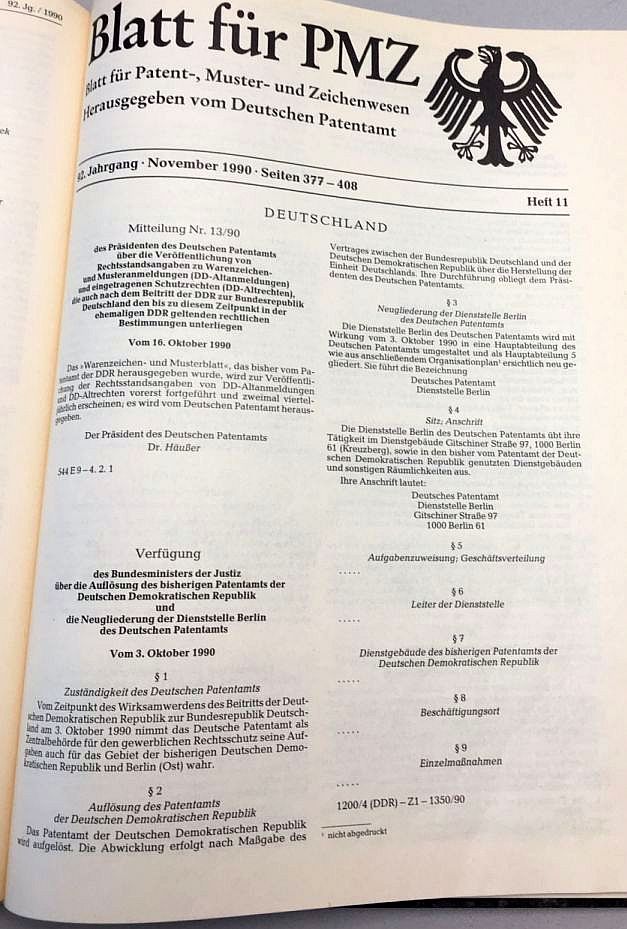 92. Jg. / 1990
ek
r
Blatt für PMZ
Blatt für Patent-, Muster- und Zeichenwesen
Herausgegeben vom Deutschen Patentamt
92. Jahrgang · November 1990 · Seiten 377 – 408
Heft 11
DEUTSCHLAND
Mitteilung Nr. 13/90
des Präsidenten des Deutschen Patentamts
über die Veröffentlichung von
Rechtsstandsangaben zu Warenzeichen-
und Musteranmeldungen (DD-Altanmeldungen)
und eingetragenen Schutzrechten (DD-Altrechten),
die auch nach dem Beitritt der DDR zur Bundesrepublik
Deutschland den bis zu diesem Zeitpunkt in der
ehemaligen DDR geltenden rechtlichen
Bestimmungen unterliegen
Vom 16. Oktober 1990
Das »Warenzeichen- und Musterblatt«, das bisher vom Pa-
tentamt der DDR herausgegeben wurde, wird zur Veröffentli-
chung der Rechtsstandsangaben von DD-Altanmeldungen
und DD-Altrechten vorerst fortgeführt und zweimal viertel-
jährlich erscheinen; es wird vom Deutschen Patentamt heraus-
gegeben.
Der Präsident des Deutschen Patentamts
Dr. Häußer
544 E 9 – 4. 2. 1
Verfügung
des Bundesministers der Justiz
über die Auflösung des bisherigen Patentamts der
Deutschen Demokratischen Republik
und
die Neugliederung der Dienststelle Berlin
des Deutschen Patentamts
Vom 3. Oktober 1990
§ 1
Zuständigkeit des Deutschen Patentamts
Vom Zeitpunkt des Wirksamwerdens des Beitritts der Deut-
schen Demokratischen Republik zur Bundesrepublik Deutsch-
land am 3. Oktober 1990 nimmt das Deutsche Patentamt als
Zentralbehörde für den gewerblichen Rechtsschutz seine Auf-
gaben auch für das Gebiet der bisherigen Deutschen Demo-
kratischen Republik und Berlin (Ost) wahr.
§ 2
Auflösung des Patentamts
der Deutschen Demokratischen Republik
Das Patentamt der Deutschen Demokratischen Republik
wird aufgelöst. Die Abwicklung erfolgt nach Maßgabe des
Vertrages zwischen der Bundesrepublik Deutschland und der
Deutschen Demokratischen Republik über die Herstellung der
Einheit Deutschlands. Ihre Durchführung obliegt dem Präsi-
denten des Deutschen Patentamts.
§ 3
Neugliederung der Dienststelle Berlin
des Deutschen Patentamts
Die Dienststelle Berlin des Deutschen Patentamts wird mit
Wirkung vom 3. Oktober 1990 in eine Hauptabteilung des
Deutschen Patentamts umgestaltet und als Hauptabteilung 5
wie aus anschließendem Organisationplan¹ ersichtlich neu ge-
gliedert. Sie führt die Bezeichnung
Deutsches Patentamt
Dienststelle Berlin
§ 4
Sitz; Anschrift
Die Dienststelle Berlin des Deutschen Patentamts übt ihre
Tätigkeit im Dienstgebäude Gitschiner Straße 97, 1000 Berlin
61 (Kreuzberg), sowie in den bisher vom Patentamt der Deut-
schen Demokratischen Republik genutzten Dienstgebäuden
und sonstigen Räumlichkeiten aus.
Ihre Anschrift lautet:
Deutsches Patentamt
Dienststelle Berlin
Gitschiner Straße 97
1000 Berlin 61
§ 5
Aufgabenzuweisung; Geschäftsverteilung
. . . . .
§ 6
Leiter der Dienststelle
. . . . .
§ 7
Dienstgebäude des bisherigen Patentamts der
Deutschen Demokratischen Republik
. . . . .
§ 8
Beschäftigungsort
. . . . .
§ 9
Einzelmaßnahmen
. . . . .
1200/4 (DDR) – Z1 – 1350/90
¹ nicht abgedruckt